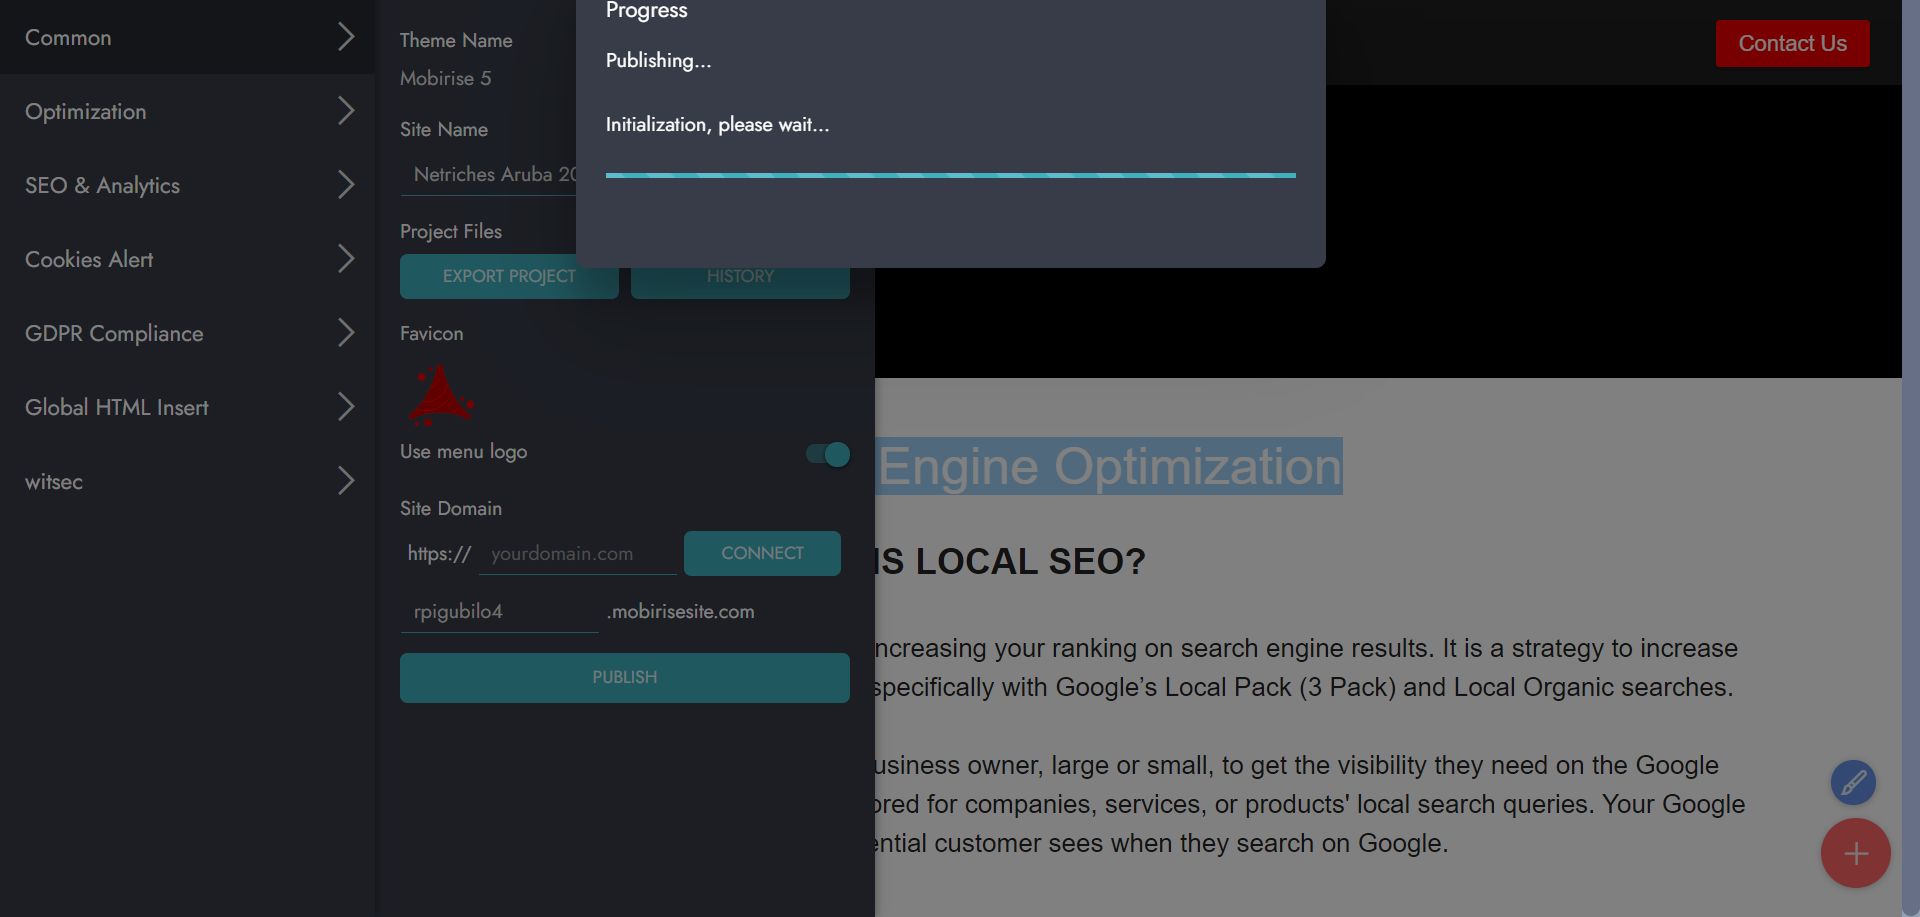 Common
Optimization
SEO & Analytics
Cookies Alert
GDPR Compliance
Global HTML Insert
witsec
Theme Name
Mobirise 5
Site Name
Netriches Aruba 20
Project Files
EXPORT PROJECT
HISTORY
Favicon
Use menu logo
Site Domain
https:// yourdomain.com CONNECT
rpigubilo4 .mobirisesite.com
PUBLISH
Progress
Publishing...
Initialization, please wait...
Contact Us
Engine Optimization
IS LOCAL SEO?
ncreasing your ranking on search engine results. It is a strategy to increase
specifically with Google’s Local Pack (3 Pack) and Local Organic searches.
usiness owner, large or small, to get the visibility they need on the Google
ored for companies, services, or products' local search queries. Your Google
ential customer sees when they search on Google.